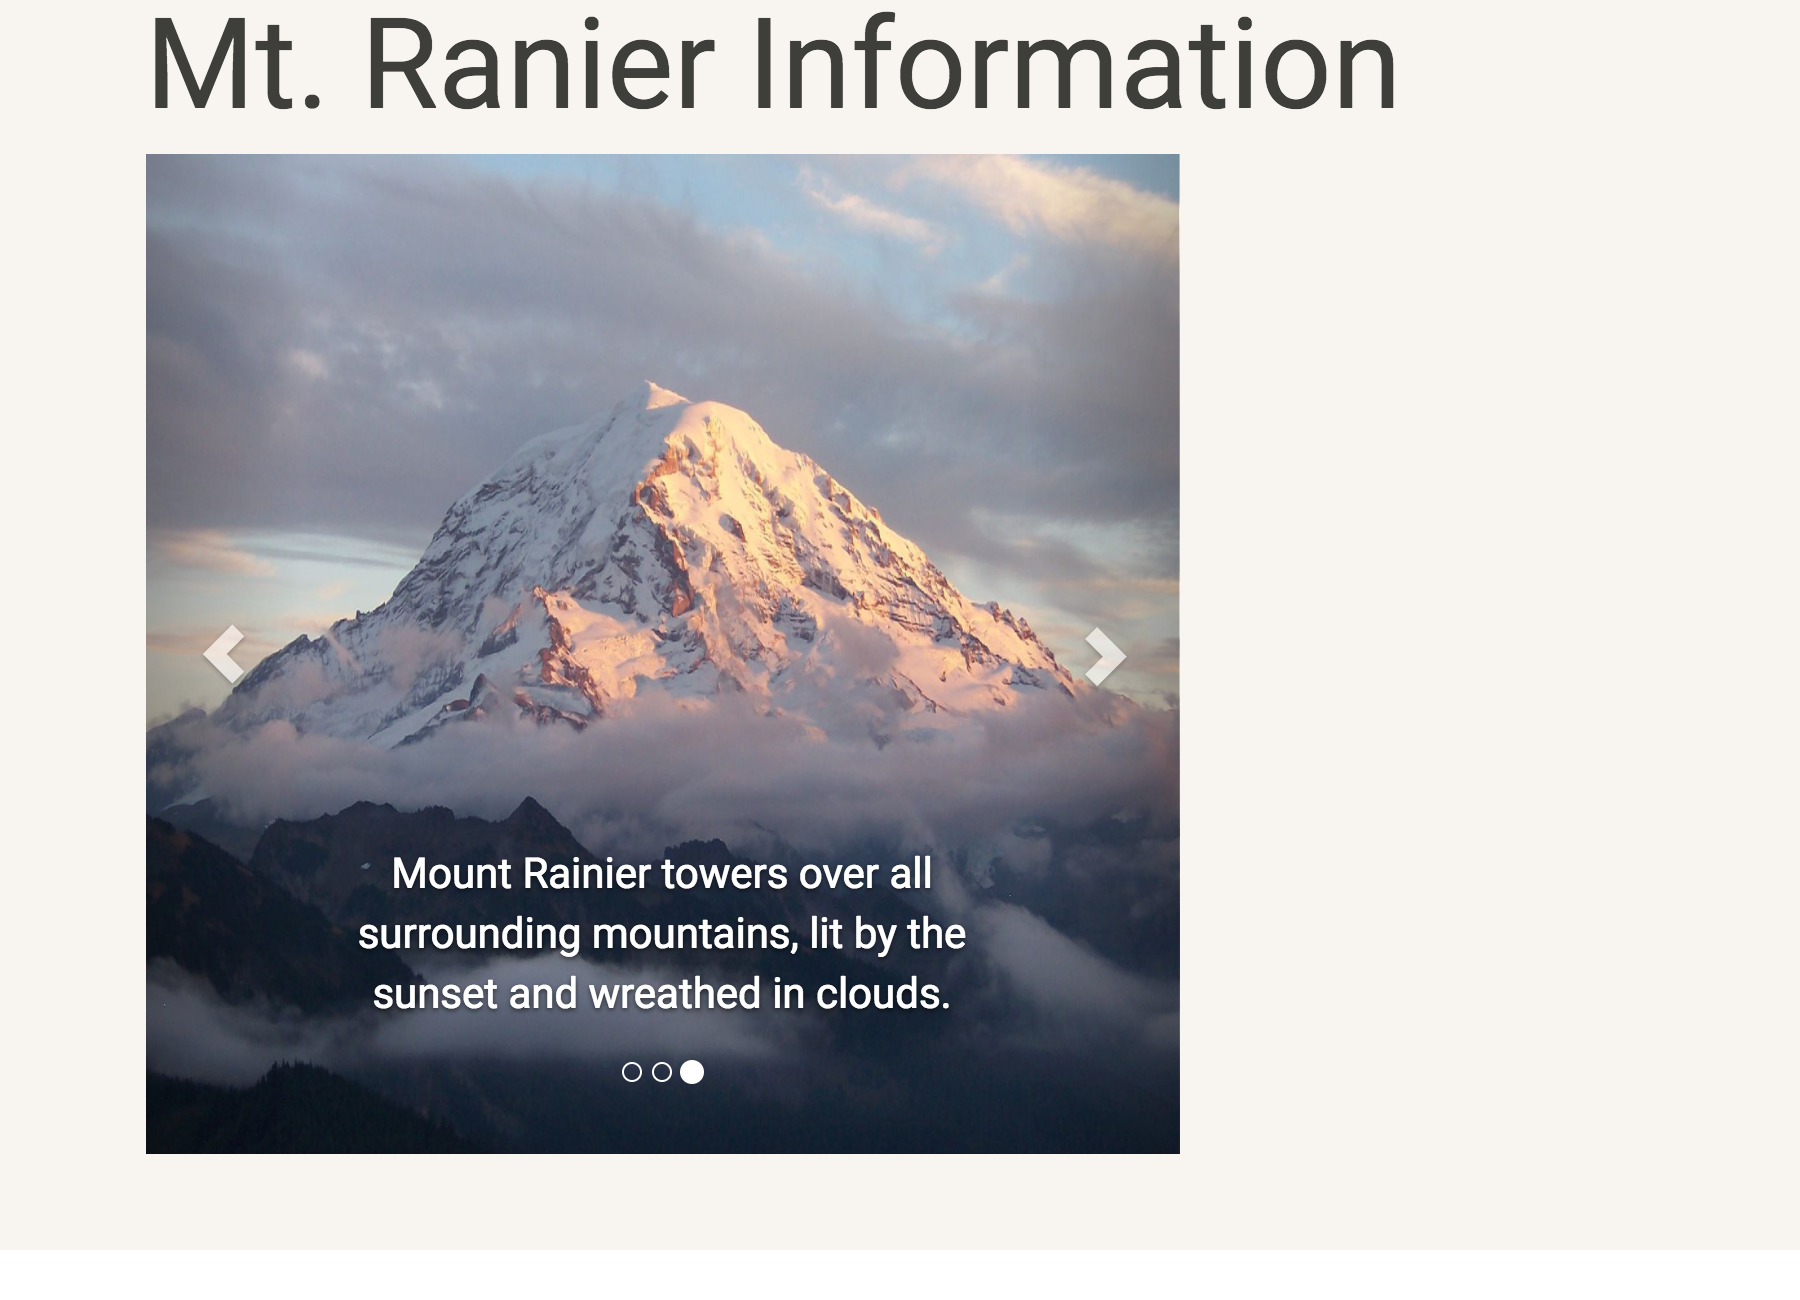 Mt. Ranier Information
Mount Rainier towers over all
surrounding mountains, lit by the
sunset and wreathed in clouds.